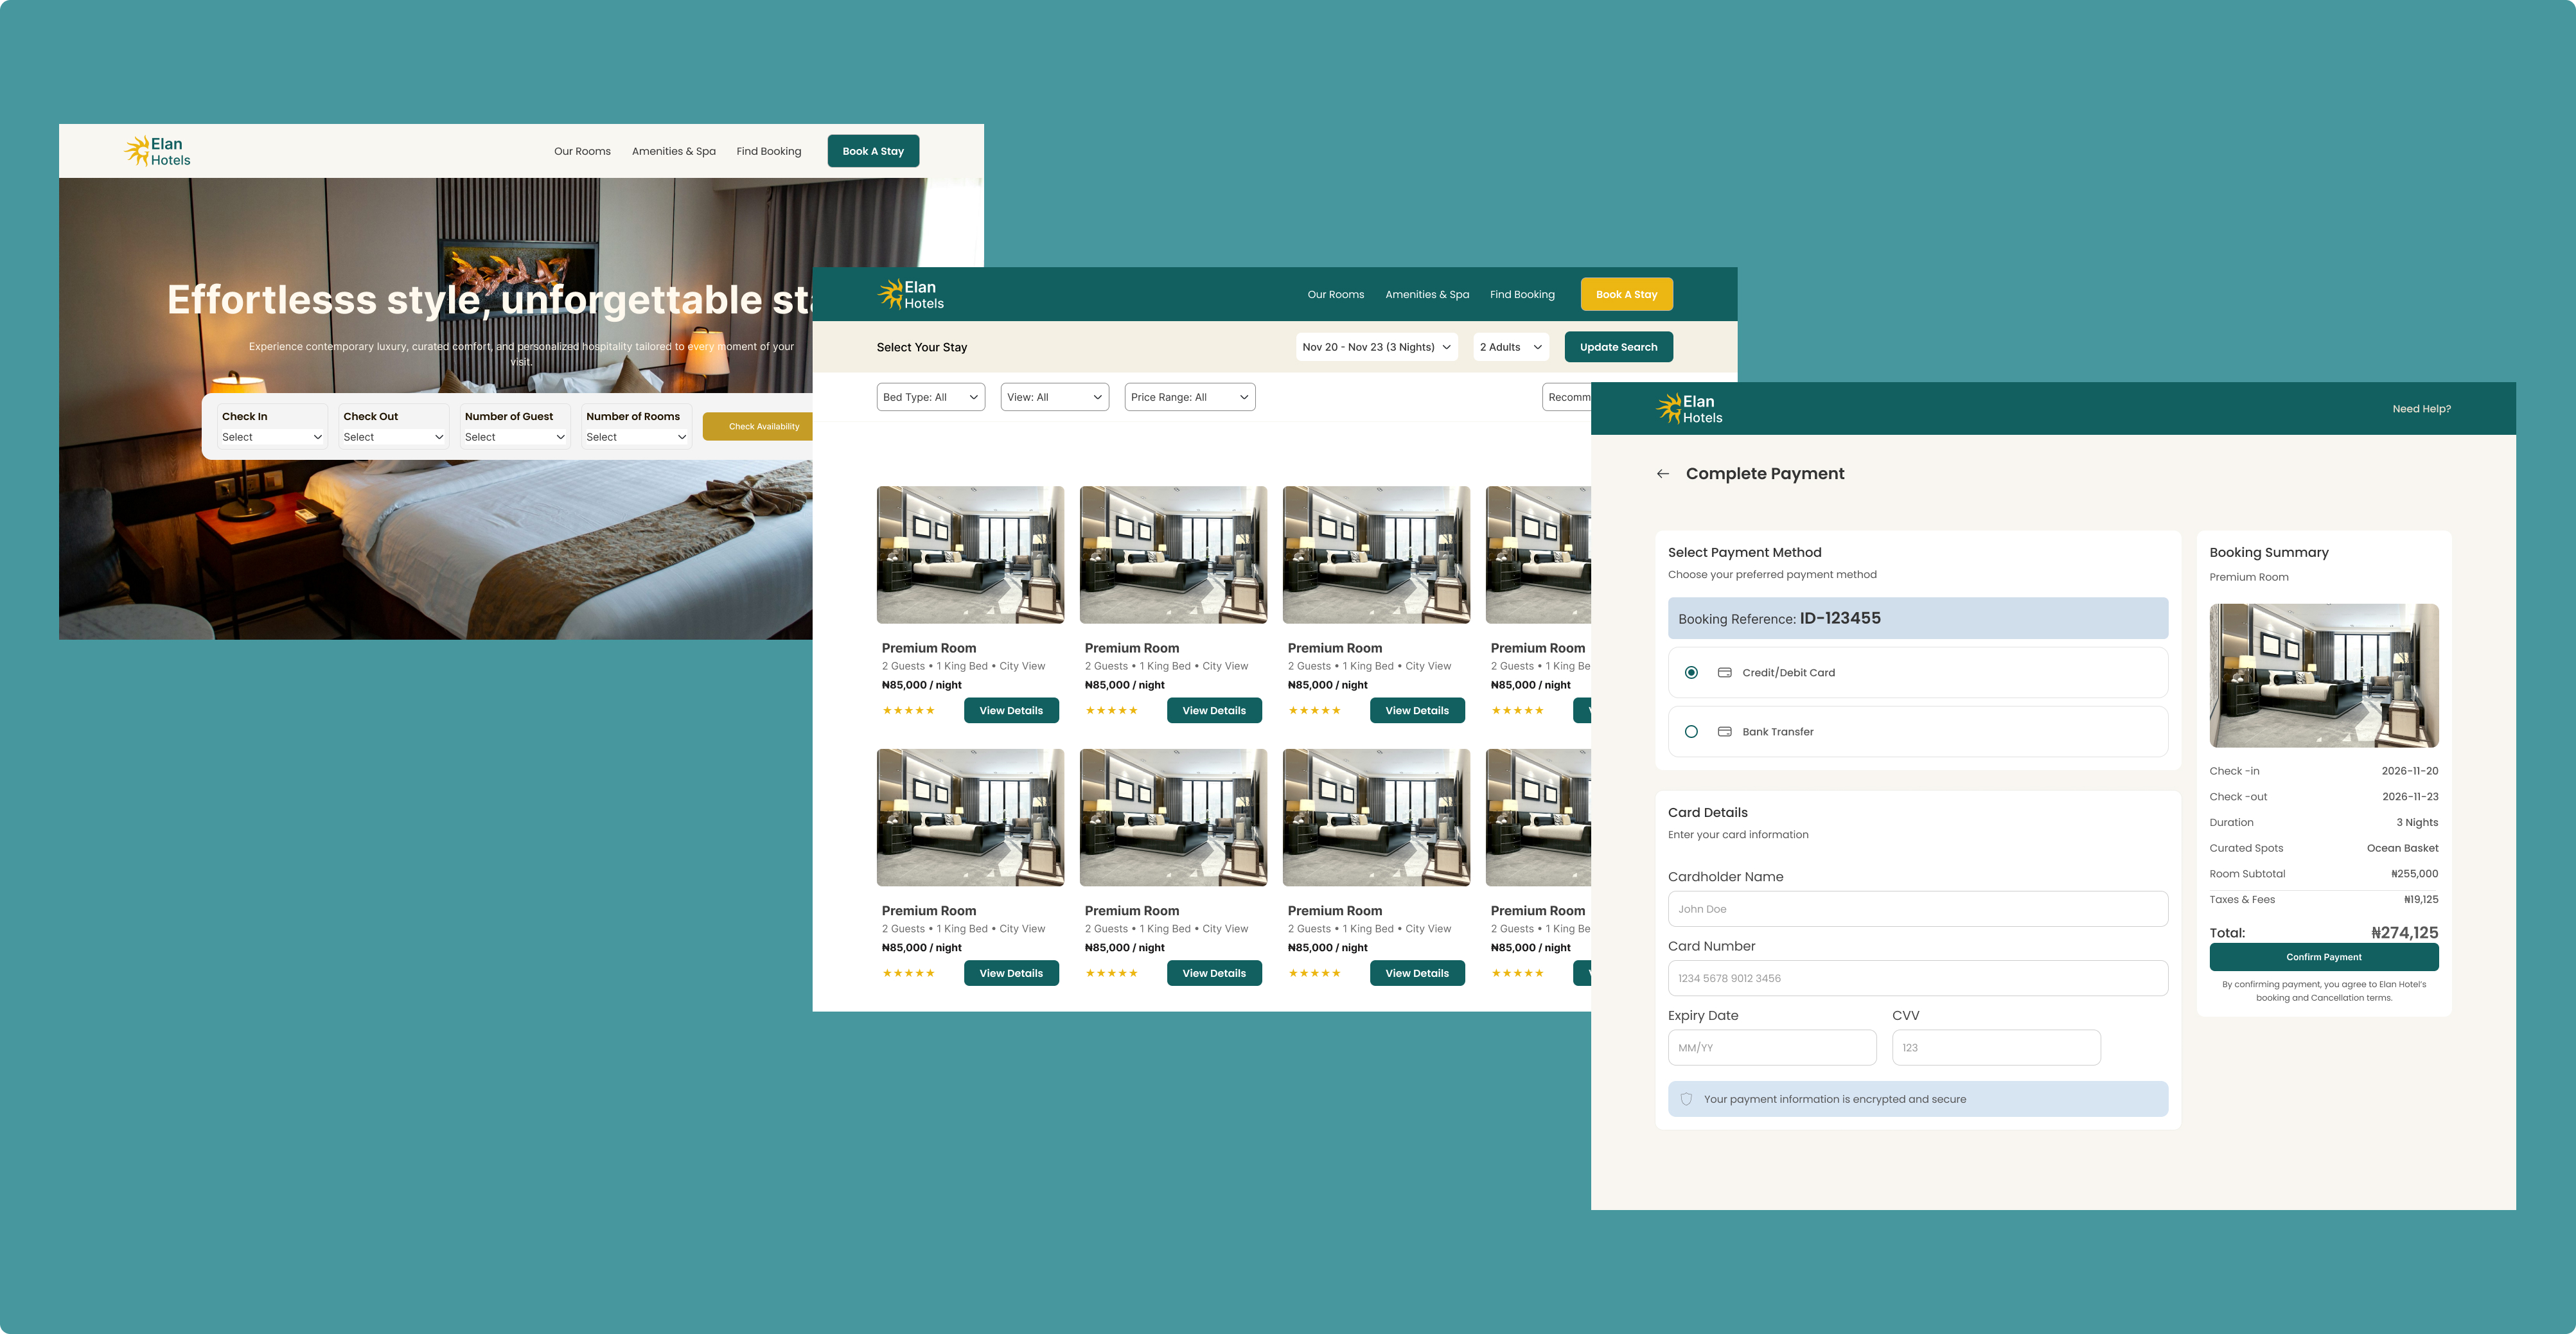 Elan
Hotels
Our Rooms
Amenities & Spa
Find Booking
Book A Stay
Effortlesss style, unforgettable
Experience contemporary luxury, curated comfort, and personalized hospitality tailored to every moment of your
visit.
Check In
Check Out
Number of Guest
Number of Rooms
Select
Select
Select
Select
Check Availability
Elan
Hotels
Our Rooms
Amenities & Spa
Find Booking
Book A Stay
Select Your Stay
Nov 20 - Nov 23 (3 Nights)
2 Adults
Update Search
Bed Type: All
View: All
Price Range: All
Premium Room
2 Guests • 1 King Bed • City View
₦85,000 / night
★★★★★
View Details
Premium Room
2 Guests • 1 King Bed • City View
₦85,000 / night
★★★★★
View Details
Premium Room
2 Guests • 1 King Bed • City View
₦85,000 / night
★★★★★
View Details
Premium Room
2 Guests • 1 King
₦85,000 / night
★★★★★
Premium Room
2 Guests • 1 King Bed • City View
₦85,000 / night
★★★★★
View Details
Premium Room
2 Guests • 1 King Bed • City View
₦85,000 / night
★★★★★
View Details
Premium Room
2 Guests • 1 King Bed • City View
₦85,000 / night
★★★★★
View Details
Premium Room
2 Guests • 1 King
₦85,000 / night
★★★★★
Elan
Hotels
Need Help?
Complete Payment
Select Payment Method
Choose your preferred payment method
Booking Reference: ID-123455
Credit/Debit Card
Bank Transfer
Card Details
Enter your card information
Cardholder Name
John Doe
Card Number
1234 5678 9012 3456
Expiry Date
CVV
MM/YY
123
Your payment information is encrypted and secure
Booking Summary
Premium Room
Check -in 2026-11-20
Check -out 2026-11-23
Duration 3 Nights
Curated Spots Ocean Basket
Room Subtotal ₦255,000
Taxes & Fees ₦19,125
Total: ₦274,125
Confirm Payment
By confirming payment, you agree to Elan Hotel's
booking and Cancellation terms.